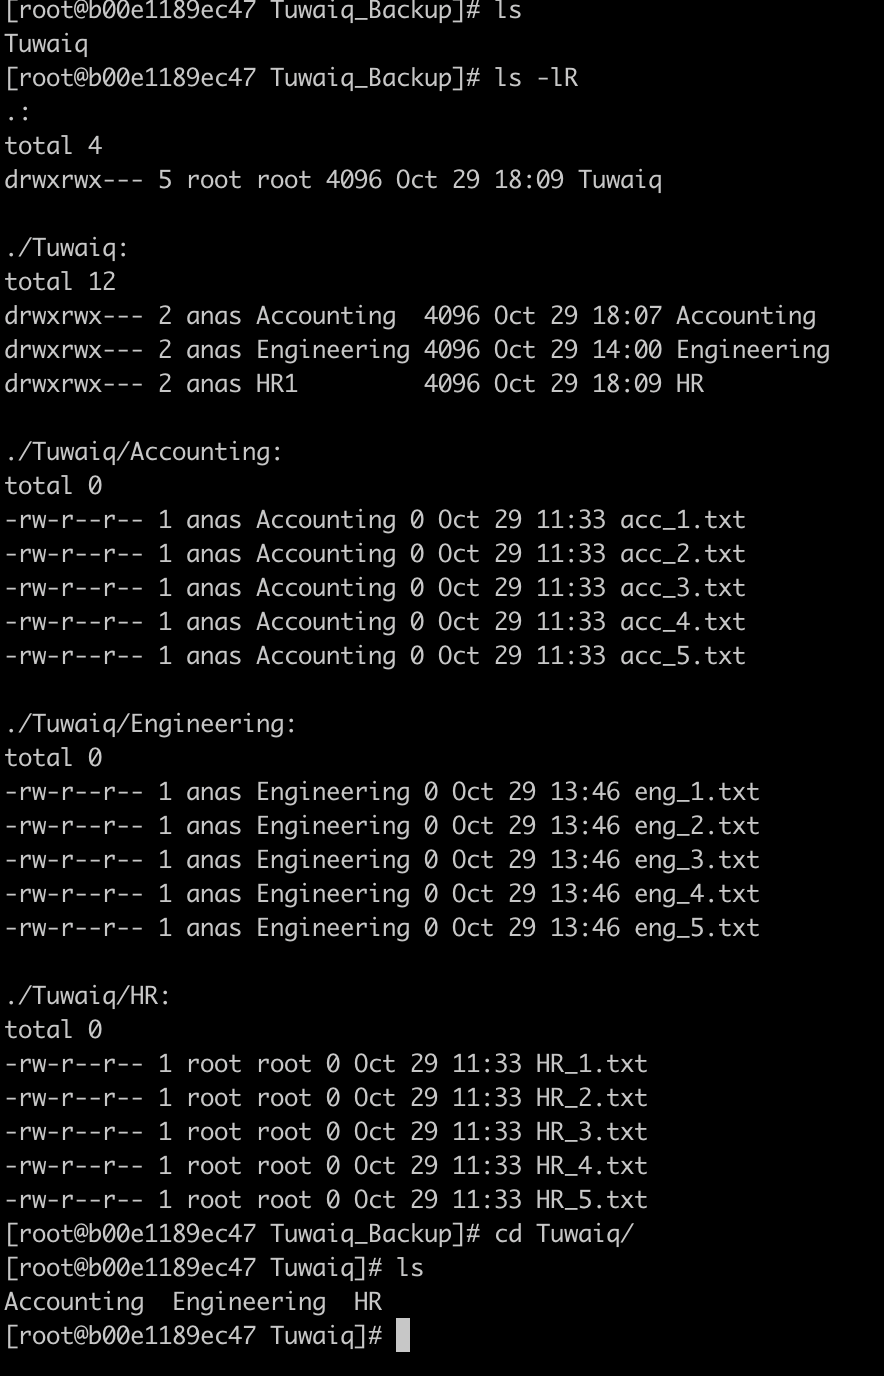 [root@b00e1189ec47 Tuwaiq_Backup]# ls
Tuwaiq
[root@b00e1189ec47 Tuwaiq_Backup]# ls -lR
.:
total 4
drwxrwx--- 5 root root 4096 Oct 29 18:09 Tuwaiq

./Tuwaiq:
total 12
drwxrwx--- 2 anas Accounting  4096 Oct 29 18:07 Accounting
drwxrwx--- 2 anas Engineering 4096 Oct 29 14:00 Engineering
drwxrwx--- 2 anas HR1         4096 Oct 29 18:09 HR

./Tuwaiq/Accounting:
total 0
-rw-r--r-- 1 anas Accounting 0 Oct 29 11:33 acc_1.txt
-rw-r--r-- 1 anas Accounting 0 Oct 29 11:33 acc_2.txt
-rw-r--r-- 1 anas Accounting 0 Oct 29 11:33 acc_3.txt
-rw-r--r-- 1 anas Accounting 0 Oct 29 11:33 acc_4.txt
-rw-r--r-- 1 anas Accounting 0 Oct 29 11:33 acc_5.txt

./Tuwaiq/Engineering:
total 0
-rw-r--r-- 1 anas Engineering 0 Oct 29 13:46 eng_1.txt
-rw-r--r-- 1 anas Engineering 0 Oct 29 13:46 eng_2.txt
-rw-r--r-- 1 anas Engineering 0 Oct 29 13:46 eng_3.txt
-rw-r--r-- 1 anas Engineering 0 Oct 29 13:46 eng_4.txt
-rw-r--r-- 1 anas Engineering 0 Oct 29 13:46 eng_5.txt

./Tuwaiq/HR:
total 0
-rw-r--r-- 1 root root 0 Oct 29 11:33 HR_1.txt
-rw-r--r-- 1 root root 0 Oct 29 11:33 HR_2.txt
-rw-r--r-- 1 root root 0 Oct 29 11:33 HR_3.txt
-rw-r--r-- 1 root root 0 Oct 29 11:33 HR_4.txt
-rw-r--r-- 1 root root 0 Oct 29 11:33 HR_5.txt
[root@b00e1189ec47 Tuwaiq_Backup]# cd Tuwaiq/
[root@b00e1189ec47 Tuwaiq]# ls
Accounting  Engineering  HR
[root@b00e1189ec47 Tuwaiq]#